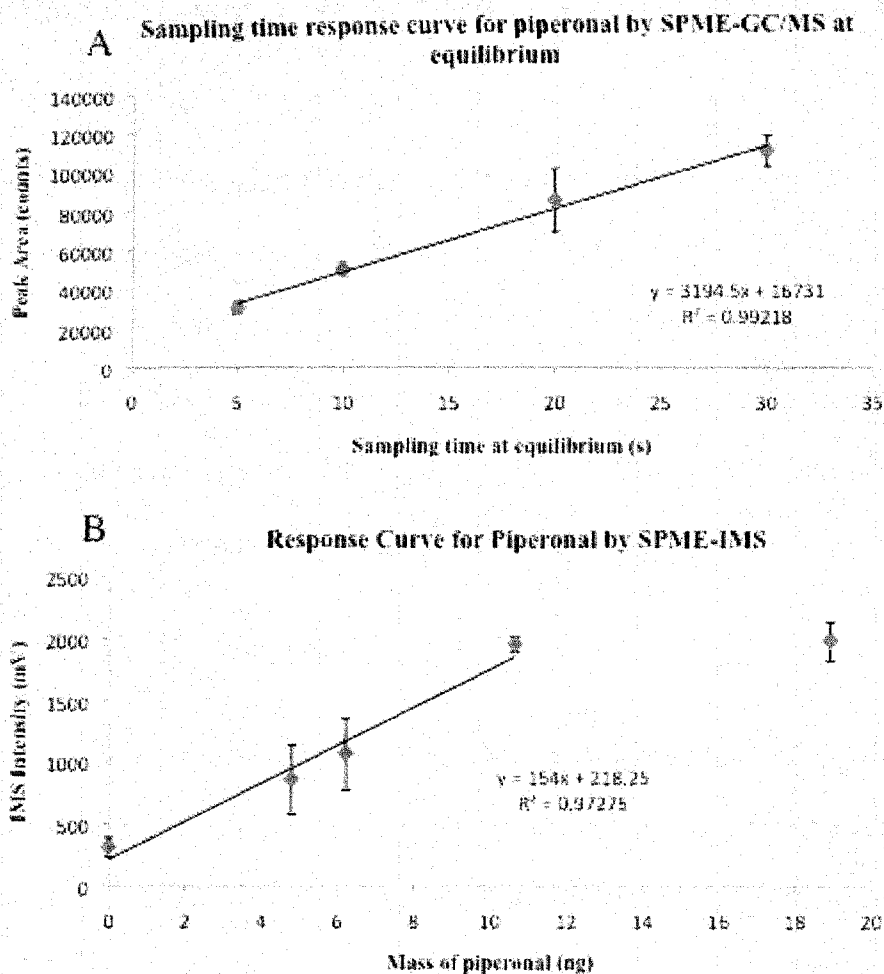 A
Sampling time response curve for piperonal by SPME-GC/MS at
equilibrium
140000
120000
100000
80000
60000
40000
20000
0
Peak Area (counts)
0 5 10 15 20 25 30 35
y = 3194.5x + 16731
R² = 0.99218
Sampling time at equilibrium (s)
B
Response Curve for Piperonal by SPME-IMS
2500
2000
1500
1000
500
0
IMS Intensity (mV)
0 2 4 6 8 10 12 14 16 18 20
y = 154x + 218.25
R² = 0.97275
Mass of piperonal (ng)